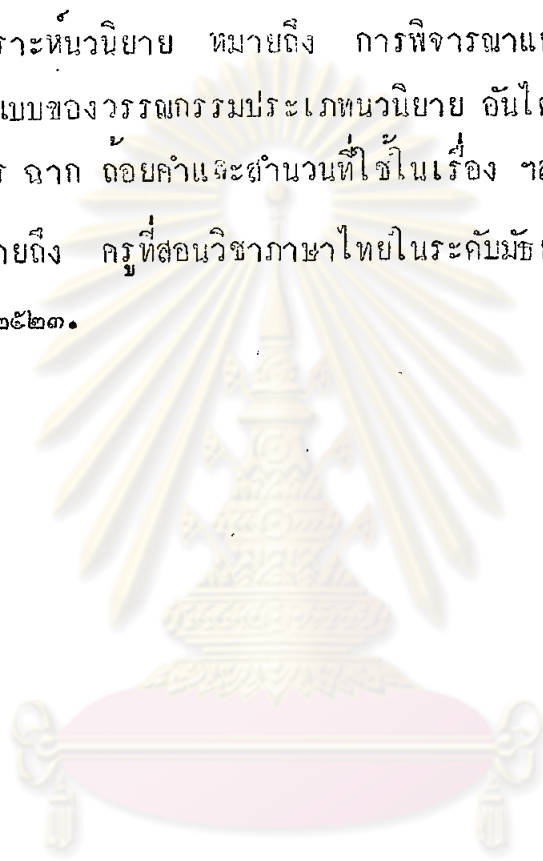 ราะห์นวนิยาย หมายถึง การพิจารณาแ
แบบของวรรณกรรมประเภทนวนิยาย อันได
ร ฉาก ถ้อยคำและสำนวนที่ใช้ในเรื่อง ฯล
ายถึง ครูที่สอนวิชาภาษาไทยในระดับมัธย
๒๕๒๓.